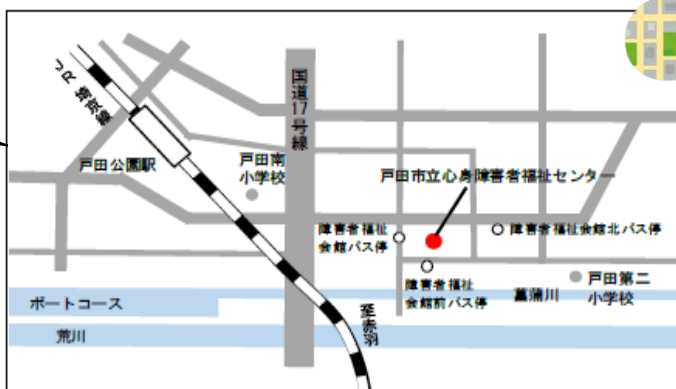 JR埼京線
国道17号線
戸田公園駅
戸田南
小学校
戸田市立心身障害者福祉センター
障害者福祉
会館バス停
障害者福祉会館北バス停
障害者福祉
会館前バス停
戸田第二
小学校
菖蒲川
ボートコース
荒川
至赤羽